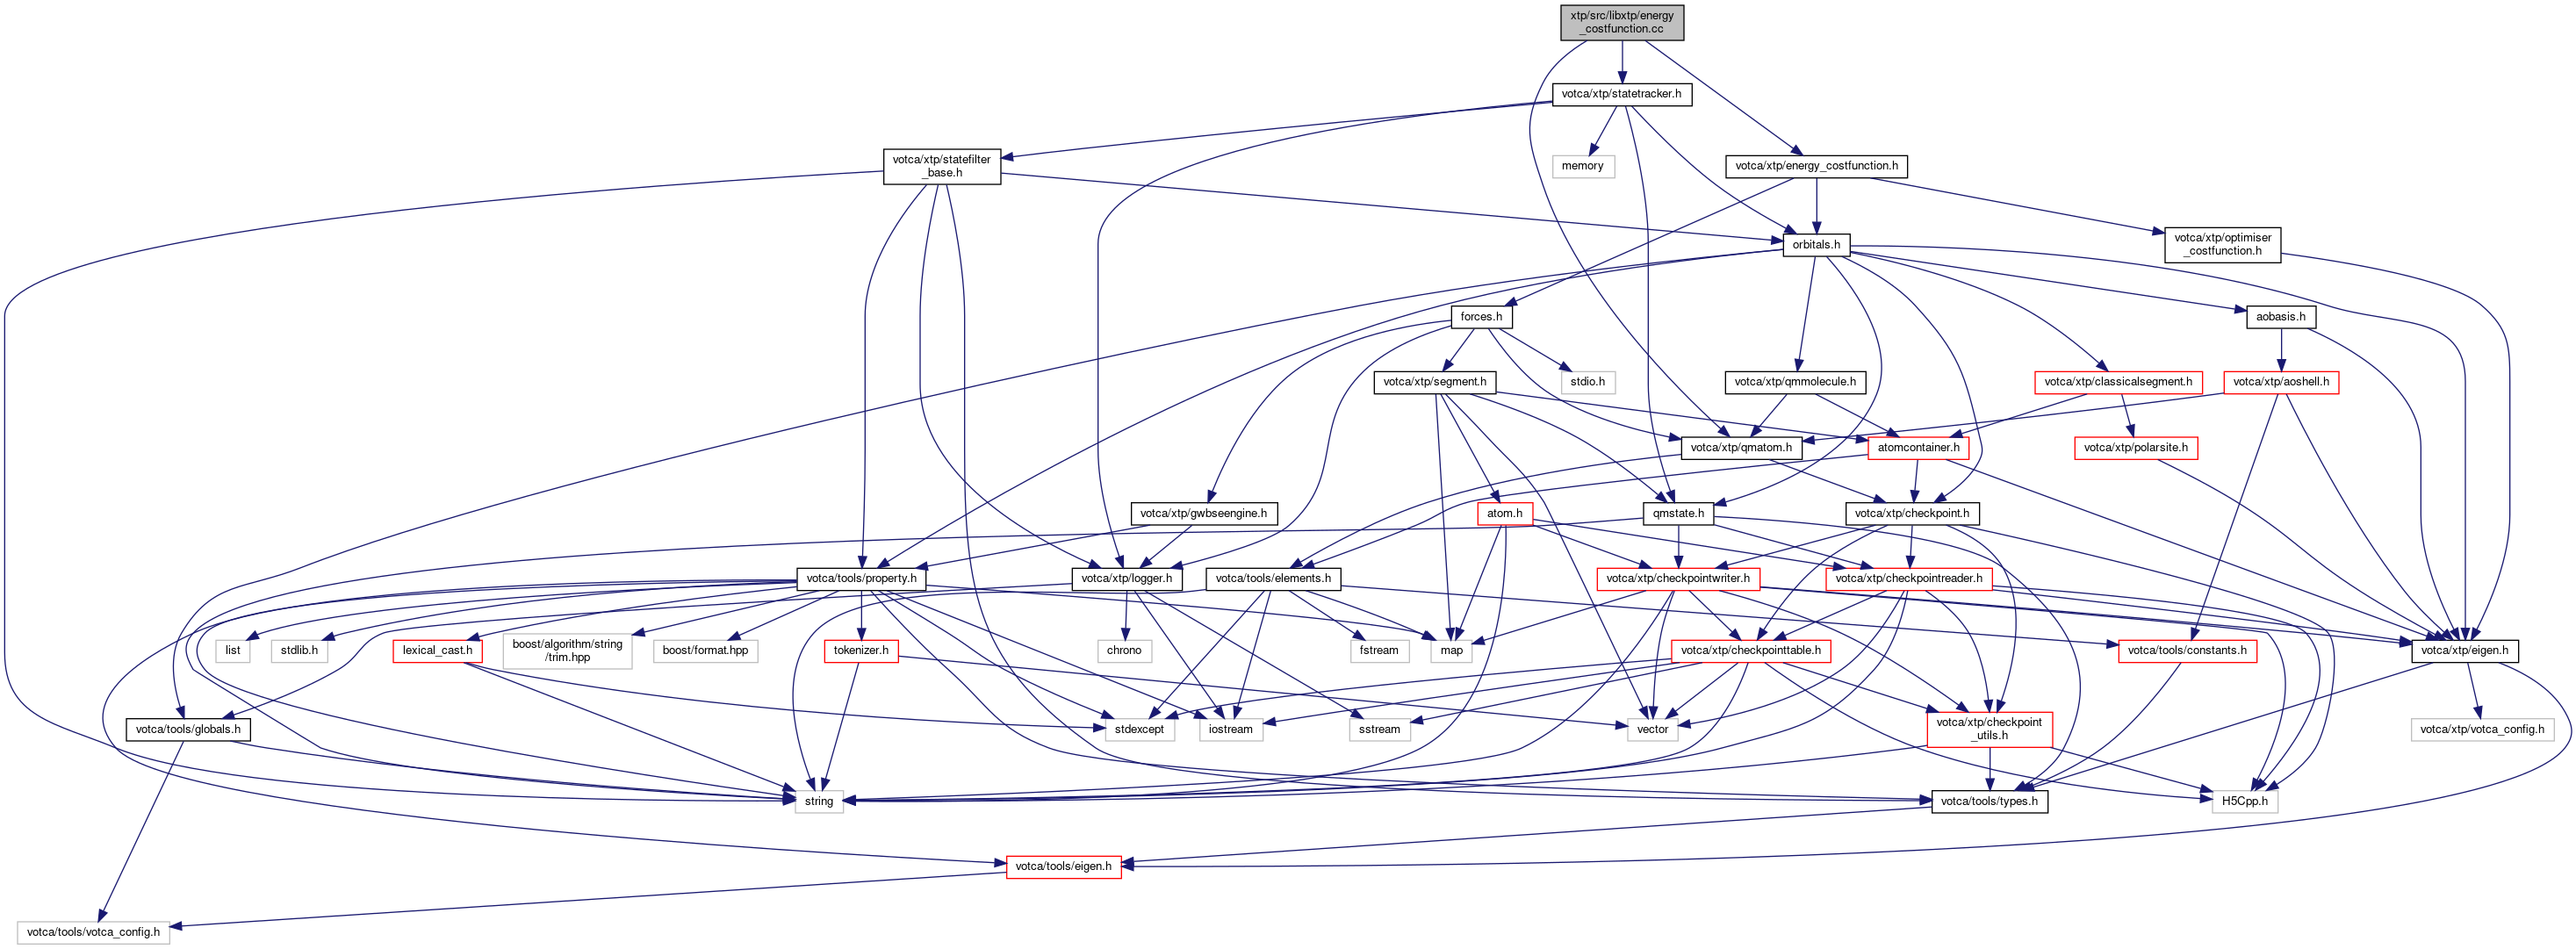 xtp/src/libxtp/energy
_costfunction.cc
votca/xtp/statetracker.h
votca/xtp/statefilter
_base.h
memory
votca/xtp/energy_costfunction.h
orbitals.h
votca/xtp/optimiser
_costfunction.h
forces.h
aobasis.h
votca/xtp/segment.h
stdio.h
votca/xtp/qmmolecule.h
votca/xtp/classicalsegment.h
votca/xtp/aoshell.h
votca/xtp/qmatom.h
atomcontainer.h
votca/xtp/polarsite.h
votca/xtp/gwbseengine.h
atom.h
qmstate.h
votca/xtp/checkpoint.h
votca/tools/property.h
votca/xtp/logger.h
votca/tools/elements.h
votca/xtp/checkpointwriter.h
votca/xtp/checkpointreader.h
list
stdlib.h
lexical_cast.h
boost/algorithm/string
/trim.hpp
boost/format.hpp
tokenizer.h
chrono
fstream
map
votca/xtp/checkpointtable.h
votca/tools/constants.h
votca/xtp/eigen.h
votca/tools/globals.h
stdexcept
iostream
sstream
vector
votca/xtp/checkpoint
_utils.h
votca/xtp/votca_config.h
string
votca/tools/types.h
H5Cpp.h
votca/tools/eigen.h
votca/tools/votca_config.h